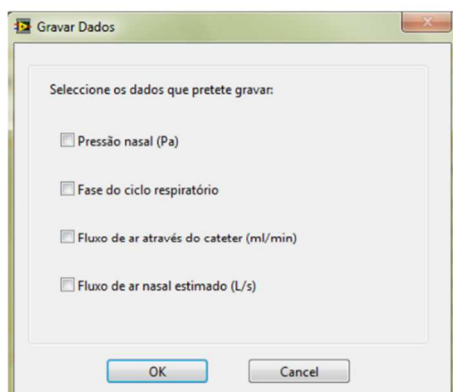 Gravar Dados
Seleccione os dados que pretete gravar:
Pressão nasal (Pa)
Fase do ciclo respiratório
Fluxo de ar através do cateter (ml/min)
Fluxo de ar nasal estimado (L/s)
OK
Cancel